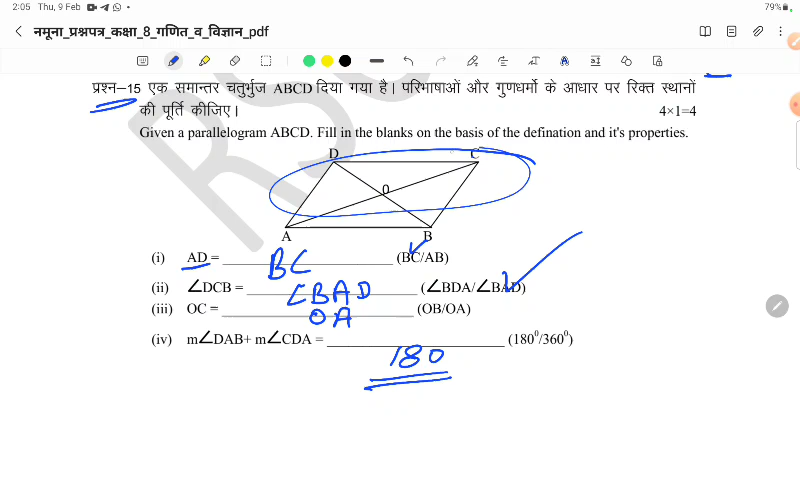 2:05 Thu, 9 Feb 79%
नमूना_प्रश्नपत्र_कक्षा_8_गणित_व_विज्ञान_pdf
प्रश्न–15 एक समान्तर चतुर्भुज ABCD दिया गया है। परिभाषाओं और गुणधर्मो के आधार पर रिक्त स्थानों
की पूर्ति कीजिए। 4×1=4
Given a parallelogram ABCD. Fill in the blanks on the basis of the defination and it's properties.
D C
0
A B
(i) AD = BC (BC/AB)
(ii) ∠DCB = ∠BAD (∠BDA/∠BAD)
(iii) OC = OA (OB/OA)
(iv) m∠DAB+ m∠CDA = 180 (180⁰/360⁰)